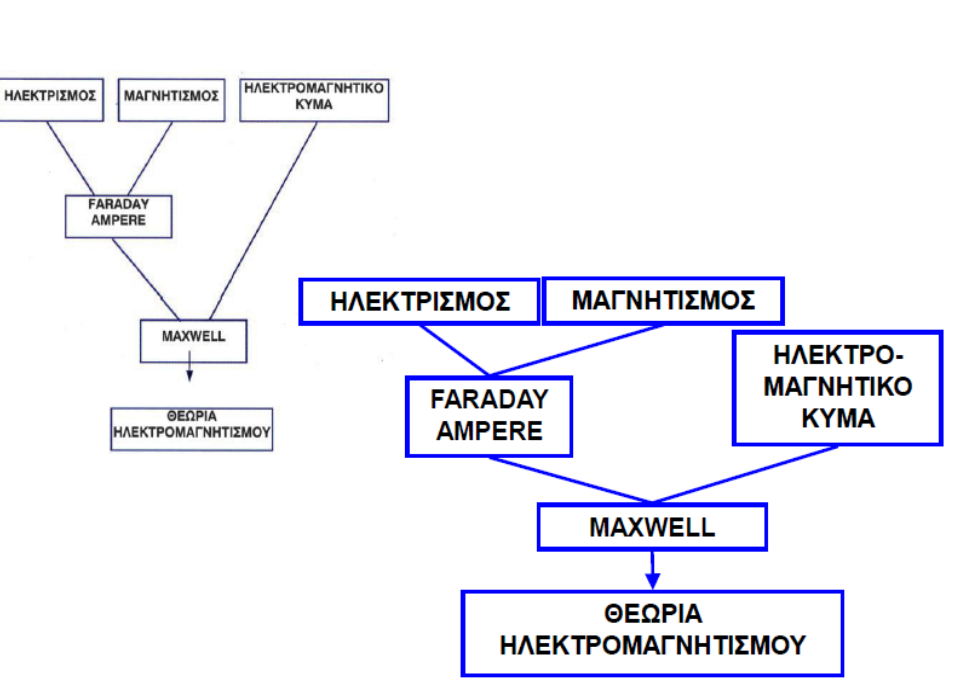 ΗΛΕΚΤΡΙΣΜΟΣ
ΜΑΓΝΗΤΙΣΜΟΣ
ΗΛΕΚΤΡΟΜΑΓΝΗΤΙΚΟ
ΚΥΜΑ
FARADAY
AMPERE
MAXWELL
ΘΕΩΡΙΑ
ΗΛΕΚΤΡΟΜΑΓΝΗΤΙΣΜΟΥ
ΗΛΕΚΤΡΙΣΜΟΣ
ΜΑΓΝΗΤΙΣΜΟΣ
ΗΛΕΚΤΡΟ-
ΜΑΓΝΗΤΙΚΟ
ΚΥΜΑ
FARADAY
AMPERE
MAXWELL
ΘΕΩΡΙΑ
ΗΛΕΚΤΡΟΜΑΓΝΗΤΙΣΜΟΥ